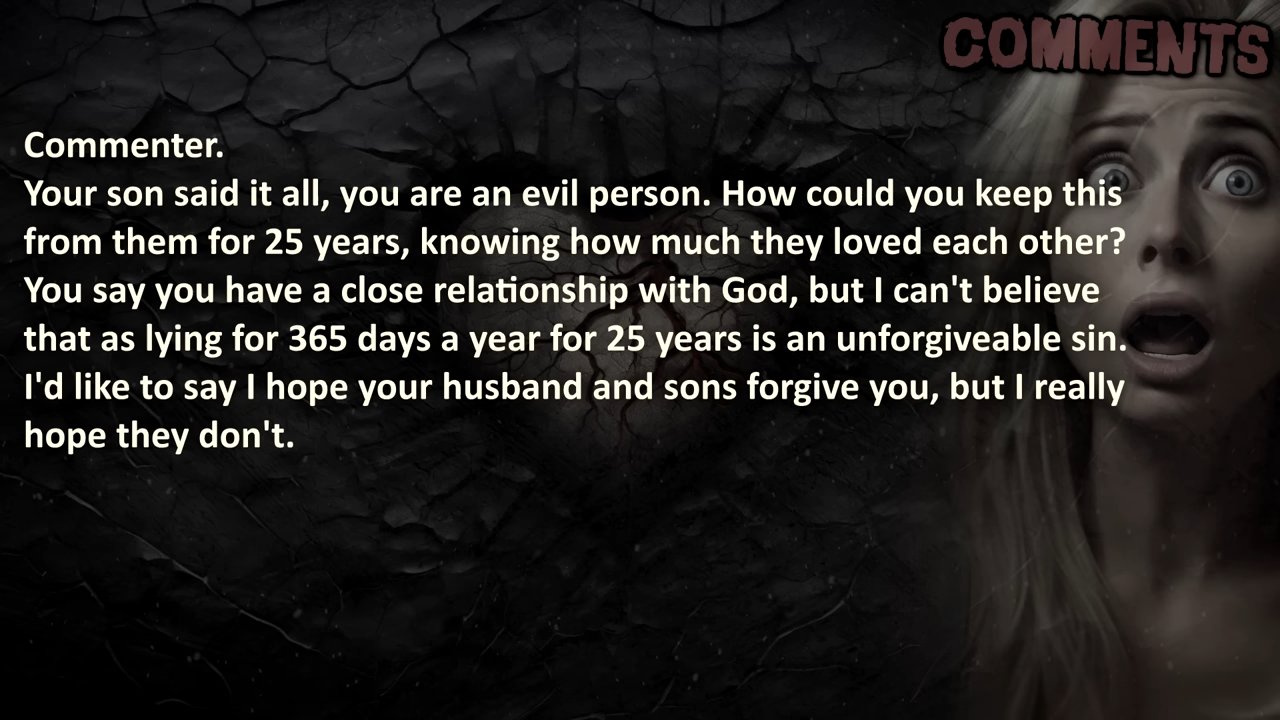 COMMENTS
Commenter.
Your son said it all, you are an evil person. How could you keep this
from them for 25 years, knowing how much they loved each other?
You say you have a close relationship with God, but I can't believe
that as lying for 365 days a year for 25 years is an unforgiveable sin.
I'd like to say I hope your husband and sons forgive you, but I really
hope they don't.